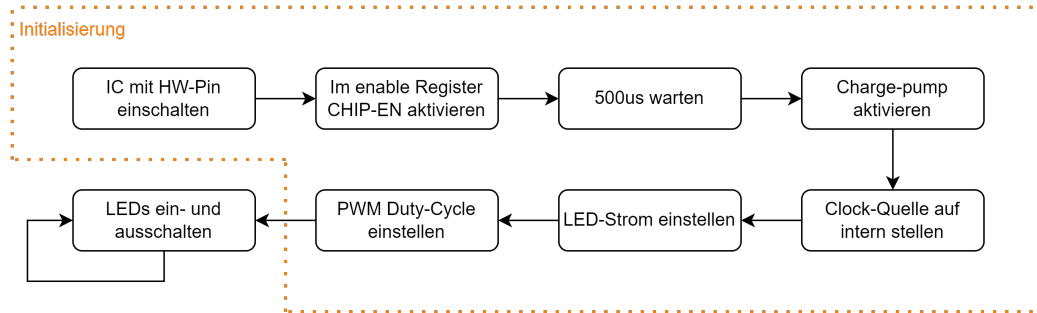 Initialisierung
IC mit HW-Pin
einschalten
Im enable Register
CHIP-EN aktivieren
500us warten
Charge-pump
aktivieren
Clock-Quelle auf
intern stellen
LED-Strom einstellen
PWM Duty-Cycle
einstellen
LEDs ein- und
ausschalten